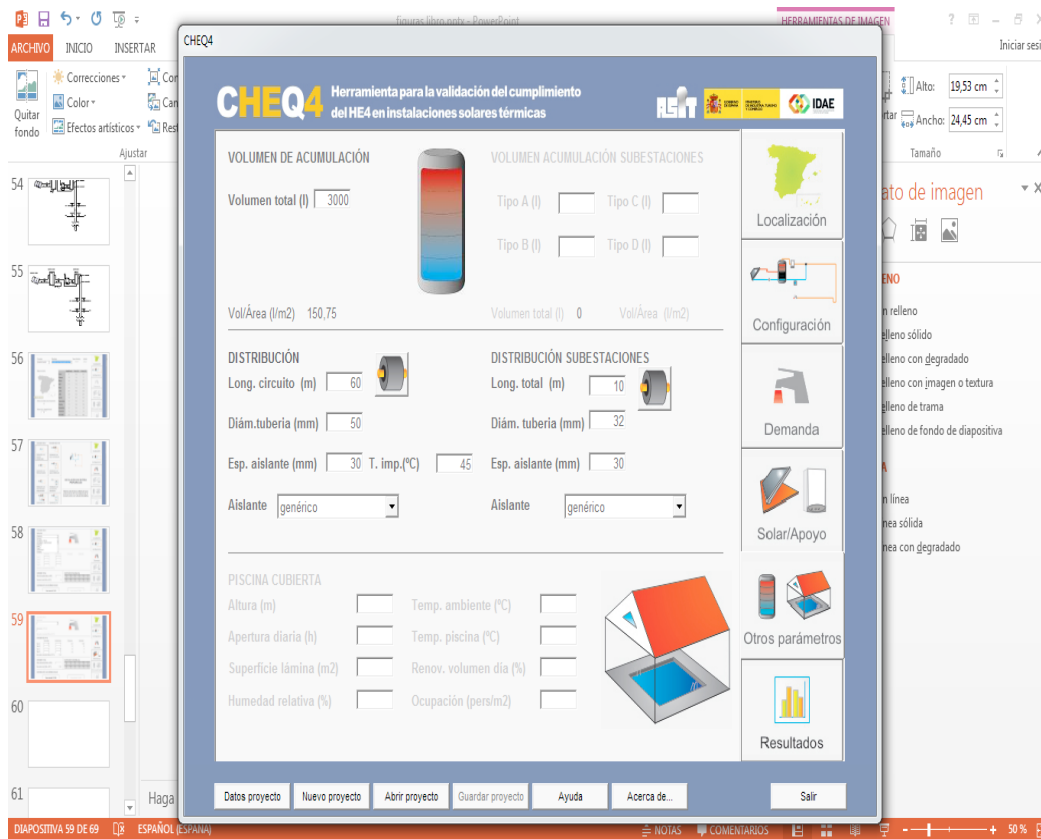 figuras libro.pptx - PowerPoint
HERRAMIENTAS DE IMAGEN
ARCHIVO INICIO INSERTAR
Iniciar sesi
Quitar fondo
Correcciones
Color
Efectos artísticos
Ajustar
Alto: 19,53 cm
Ancho: 24,45 cm
Tamaño
CHEQ4
CHEQ4
Herramienta para la validación del cumplimiento
del HE4 en instalaciones solares térmicas
ASIT
IDAE
VOLUMEN DE ACUMULACIÓN
Volumen total (l) 3000
Vol/Área (l/m2) 150,75
VOLUMEN ACUMULACIÓN SUBESTACIONES
Tipo A (l) Tipo C (l)
Tipo B (l) Tipo D (l)
Volumen total (l) 0 Vol/Área (l/m2)
DISTRIBUCIÓN
Long. circuito (m) 60
Diám.tuberia (mm) 50
Esp. aislante (mm) 30 T. imp.(ºC) 45
Aislante genérico
DISTRIBUCIÓN SUBESTACIONES
Long. total (m) 10
Diám. tuberia (mm) 32
Esp. aislante (mm) 30
Aislante genérico
PISCINA CUBIERTA
Altura (m) Temp. ambiente (ºC)
Apertura diaria (h) Temp. piscina (ºC)
Superficie lámina (m2) Renov. volumen día (%)
Humedad relativa (%) Ocupación (pers/m2)
Localización
Configuración
Demanda
Solar/Apoyo
Otros parámetros
Resultados
Datos proyecto Nuevo proyecto Abrir proyecto Guardar proyecto Ayuda Acerca de... Salir
54
55
56
57
58
59
60
61
Haga
ato de imagen
ENO
n relleno
elleno sólido
elleno con degradado
elleno con imagen o textura
elleno de trama
elleno de fondo de diapositiva
A
n línea
nea sólida
nea con degradado
DIAPOSITIVA 59 DE 69 ESPAÑOL (ESPAÑA) NOTAS COMENTARIOS 50 %